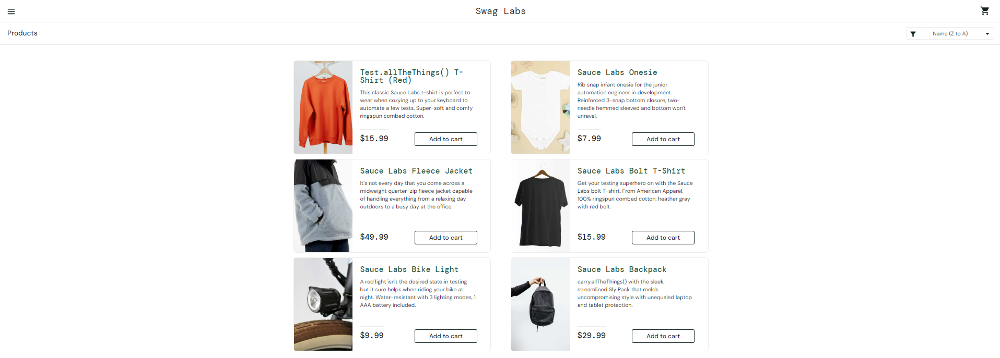 Swag Labs
Products
Name (Z to A)
Test.allTheThings() T-
Shirt (Red)
This classic Sauce Labs t-shirt is perfect to
wear when cozying up to your keyboard to
automate a few tests. Super-soft and comfy
ringspun combed cotton.
$15.99
Add to cart
Sauce Labs Onesie
Rib snap infant onesie for the junior
automation engineer in development.
Reinforced 3-snap bottom closure, two-
needle hemmed sleeved and bottom won't
unravel.
$7.99
Add to cart
Sauce Labs Fleece Jacket
It's not every day that you come across a
midweight quarter-zip fleece jacket capable
of handling everything from a relaxing day
outdoors to a busy day at the office.
$49.99
Add to cart
Sauce Labs Bolt T-Shirt
Get your testing superhero on with the Sauce
Labs bolt T-shirt. From American Apparel,
100% ringspun combed cotton, heather gray
with red bolt.
$15.99
Add to cart
Sauce Labs Bike Light
A red light isn't the desired state in testing
but it sure helps when riding your bike at
night. Water-resistant with 3 lighting modes, 1
AAA battery included.
$9.99
Add to cart
Sauce Labs Backpack
carry.allTheThings() with the sleek,
streamlined Sly Pack that melds
uncompromising style with unequaled laptop
and tablet protection.
$29.99
Add to cart